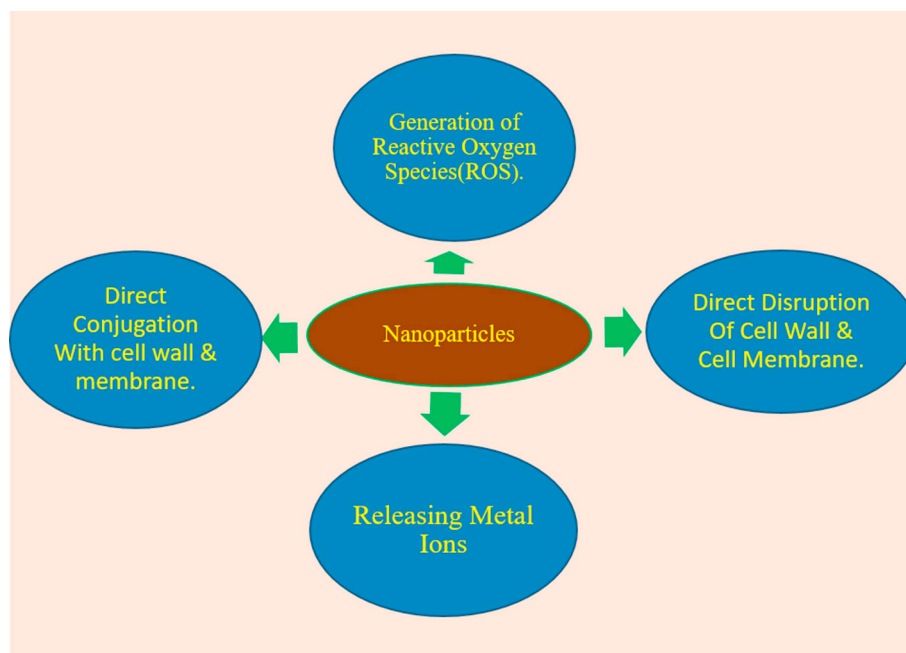 Generation of
Reactive Oxygen
Species(ROS).
Direct
Conjugation
With cell wall &
membrane.
Nanoparticles
Direct Disruption
Of Cell Wall &
Cell Membrane.
Releasing Metal
Ions